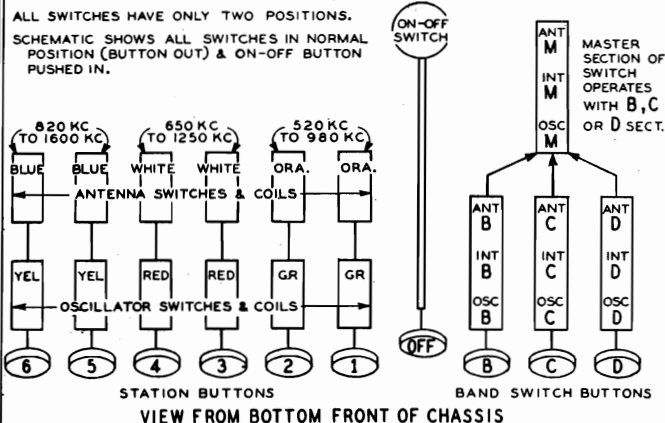 ALL SWITCHES HAVE ONLY TWO POSITIONS.
SCHEMATIC SHOWS ALL SWITCHES IN NORMAL
POSITION (BUTTON OUT) & ON-OFF BUTTON
PUSHED IN.
ON-OFF
SWITCH
ANT
M
INT
M
OSC
M
MASTER
SECTION OF
SWITCH
OPERATES
WITH B,C
OR D SECT.
820 KC
TO 1600 KC
650 KC
TO 1250 KC
520 KC
TO 980 KC
BLUE BLUE WHITE WHITE ORA. ORA.
ANTENNA SWITCHES & COILS
YEL YEL RED RED GR GR
OSCILLATOR SWITCHES & COILS
6 5 4 3 2 1
OFF
ANT ANT ANT
B C D
INT INT INT
B C D
OSC OSC OSC
B C D
B C D
STATION BUTTONS
BAND SWITCH BUTTONS
VIEW FROM BOTTOM FRONT OF CHASSIS